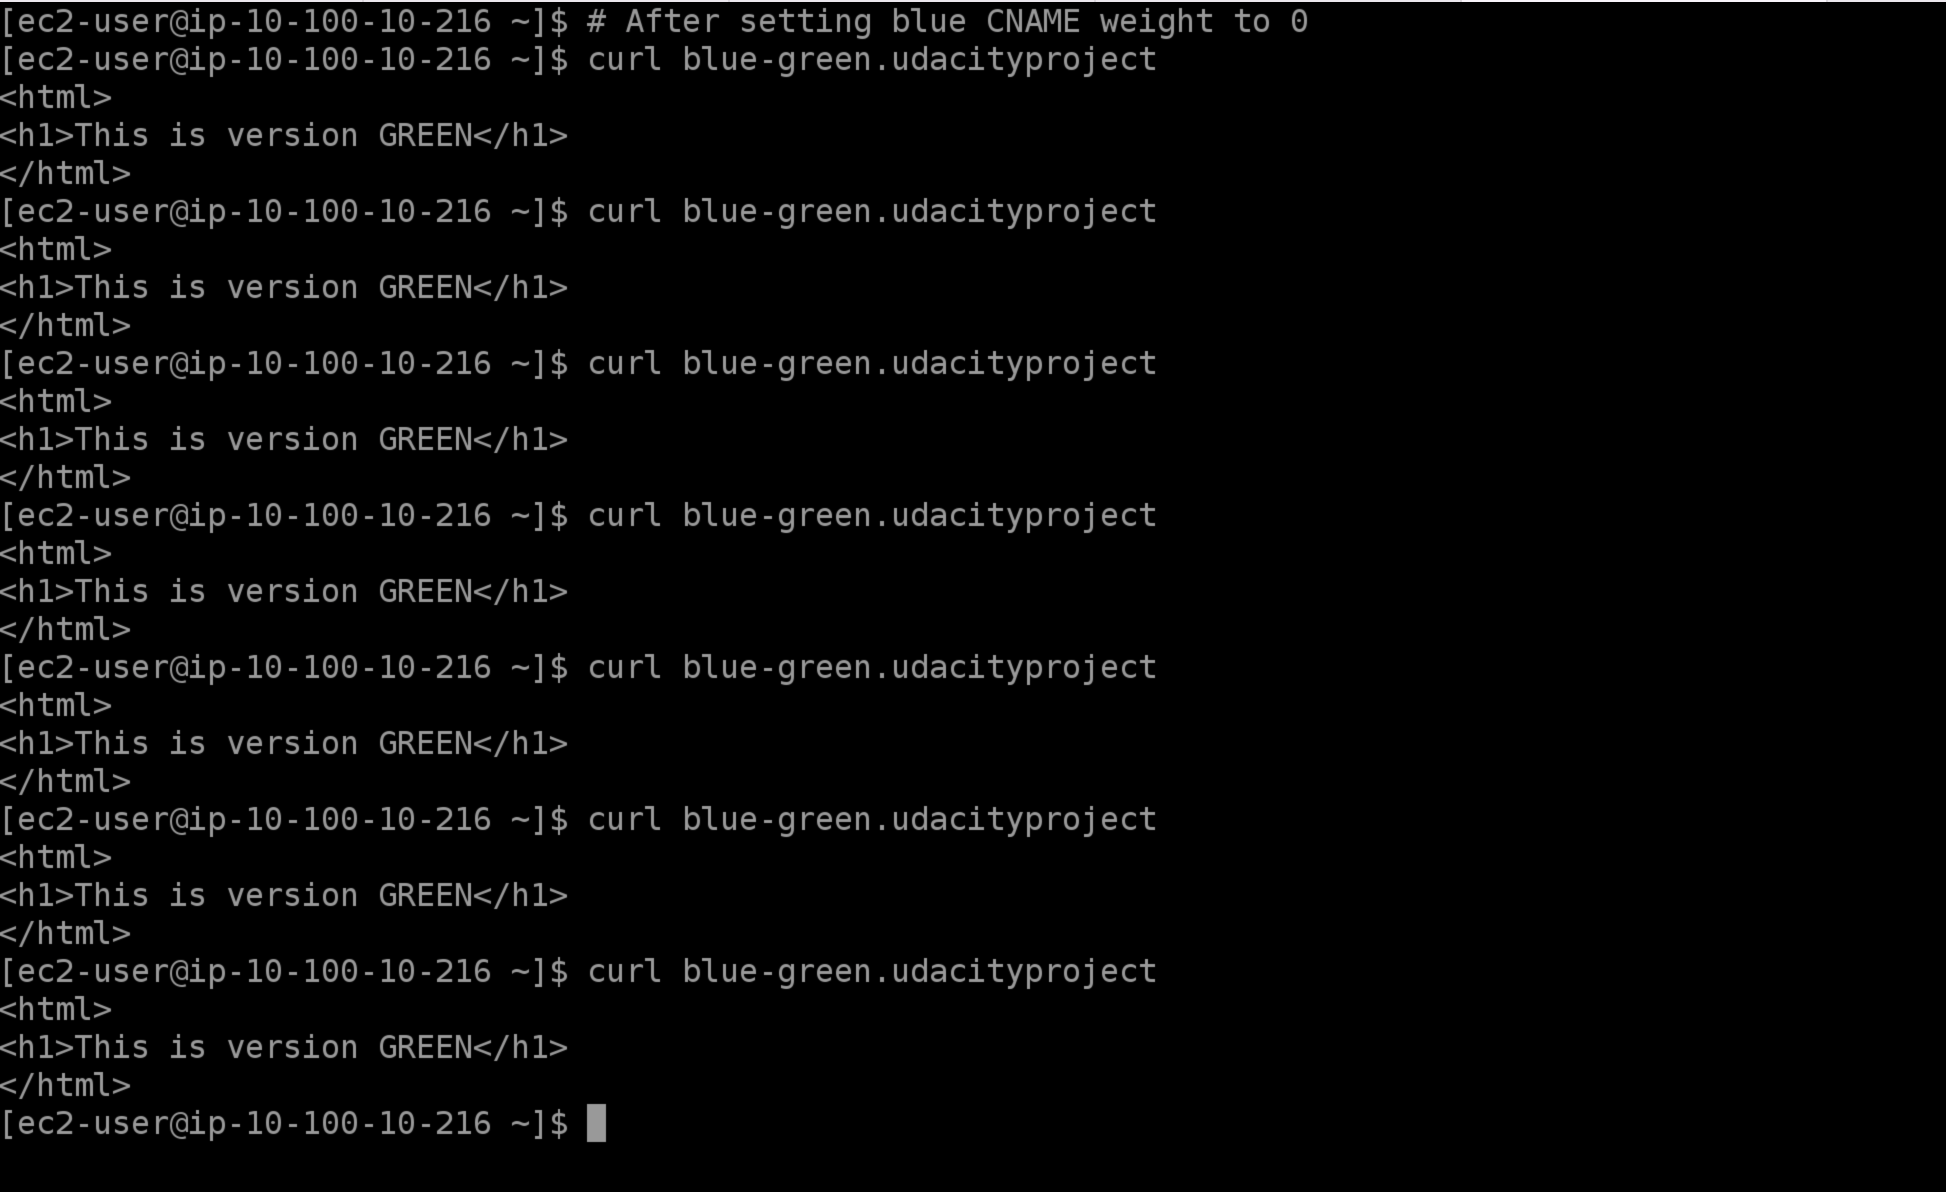 [ec2-user@ip-10-100-10-216 ~]$ # After setting blue CNAME weight to 0
[ec2-user@ip-10-100-10-216 ~]$ curl blue-green.udacityproject
<html>
<h1>This is version GREEN</h1>
</html>
[ec2-user@ip-10-100-10-216 ~]$ curl blue-green.udacityproject
<html>
<h1>This is version GREEN</h1>
</html>
[ec2-user@ip-10-100-10-216 ~]$ curl blue-green.udacityproject
<html>
<h1>This is version GREEN</h1>
</html>
[ec2-user@ip-10-100-10-216 ~]$ curl blue-green.udacityproject
<html>
<h1>This is version GREEN</h1>
</html>
[ec2-user@ip-10-100-10-216 ~]$ curl blue-green.udacityproject
<html>
<h1>This is version GREEN</h1>
</html>
[ec2-user@ip-10-100-10-216 ~]$ curl blue-green.udacityproject
<html>
<h1>This is version GREEN</h1>
</html>
[ec2-user@ip-10-100-10-216 ~]$ curl blue-green.udacityproject
<html>
<h1>This is version GREEN</h1>
</html>
[ec2-user@ip-10-100-10-216 ~]$